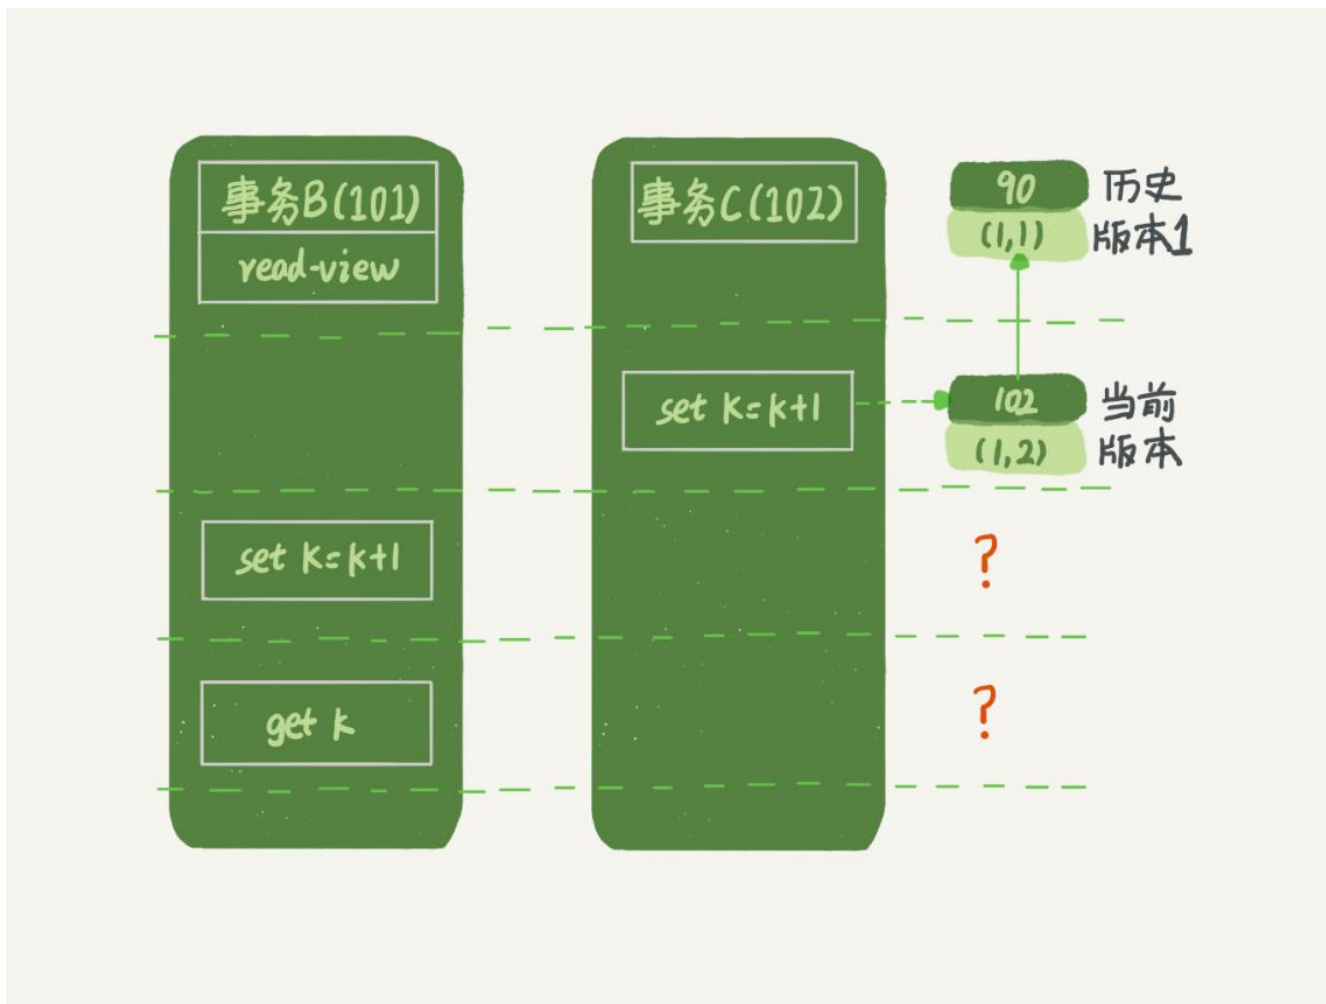 事务B(101)
read-view
事务C(102)
90
(1,1)
历史
版本1
set k=k+1
102
(1,2)
当前
版本
set k=k+1
?
get k
?